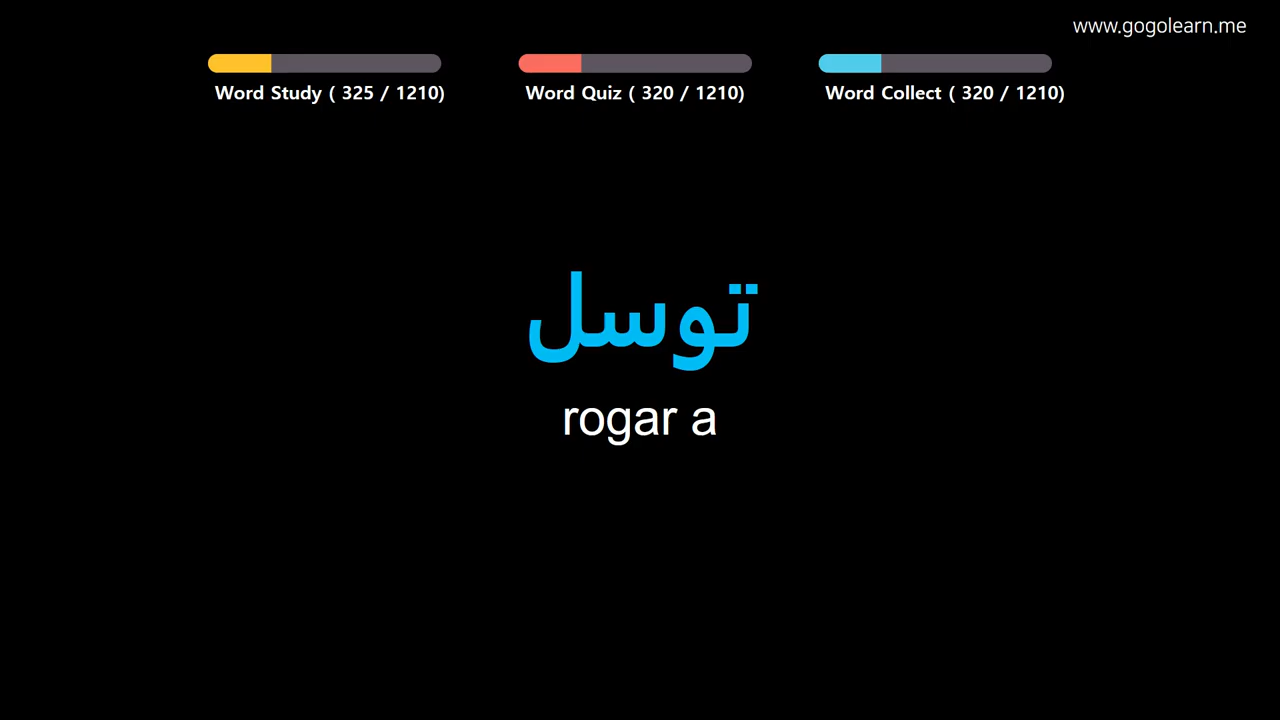 www.gogolearn.me
Word Study ( 325 / 1210)
Word Quiz ( 320 / 1210)
Word Collect ( 320 / 1210)
توسل
rogar a